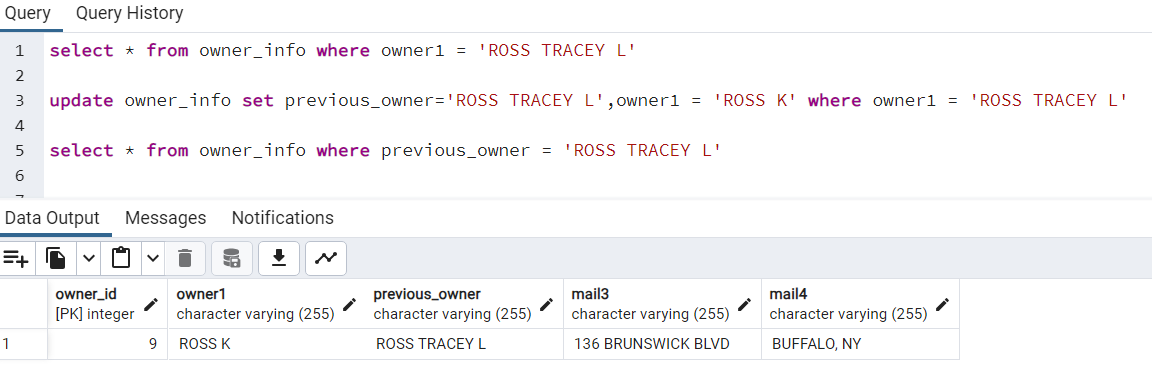 Query Query History
1 select * from owner_info where owner1 = 'ROSS TRACEY L'
2
3 update owner_info set previous_owner='ROSS TRACEY L',owner1 = 'ROSS K' where owner1 = 'ROSS TRACEY L'
4
5 select * from owner_info where previous_owner = 'ROSS TRACEY L'
6
Data Output Messages Notifications
owner_id owner1 previous_owner mail3 mail4
[PK] integer character varying (255) character varying (255) character varying (255) character varying (255)
1 9 ROSS K ROSS TRACEY L 136 BRUNSWICK BLVD BUFFALO, NY